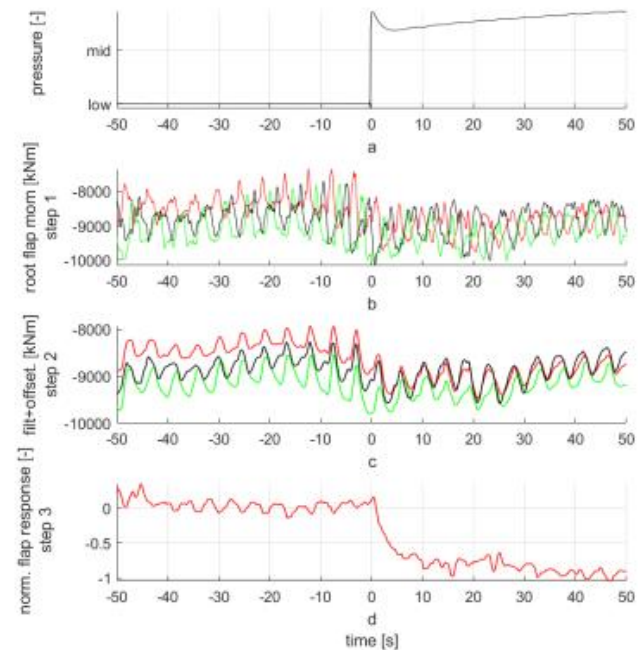 pressure [-]
mid
low
-50 -40 -30 -20 -10 0 10 20 30 40 50
a
root flap mom [kNm]
step 1
-8000
-9000
-10000
-50 -40 -30 -20 -10 0 10 20 30 40 50
b
filt+offset. [kNm]
step 2
-8000
-9000
-10000
-50 -40 -30 -20 -10 0 10 20 30 40 50
c
norm. flap response [-]
step 3
0
-0.5
-1
-50 -40 -30 -20 -10 0 10 20 30 40 50
d
time [s]